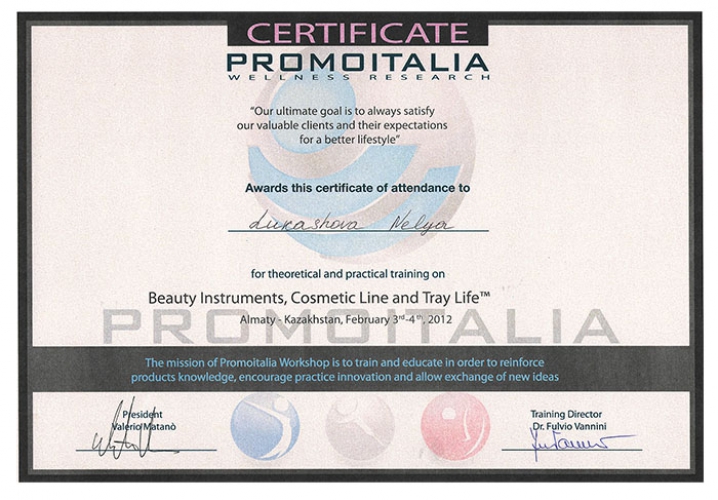 CERTIFICATE
PROMOITALIA
WELLNESS RESEARCH
"Our ultimate goal is to always satisfy
our valuable clients and their expectations
for a better lifestyle"
Awards this certificate of attendance to
Lukashova Nelya
for theoretical and practical training on
Beauty Instruments, Cosmetic Line and Tray Life™
Almaty - Kazakhstan, February 3rd-4th, 2012
PROMOITALIA
The mission of Promoitalia Workshop is to train and educate in order to reinforce
products knowledge, encourage practice innovation and allow exchange of new ideas
President
Valerio Matanò
Training Director
Dr. Fulvio Vannini